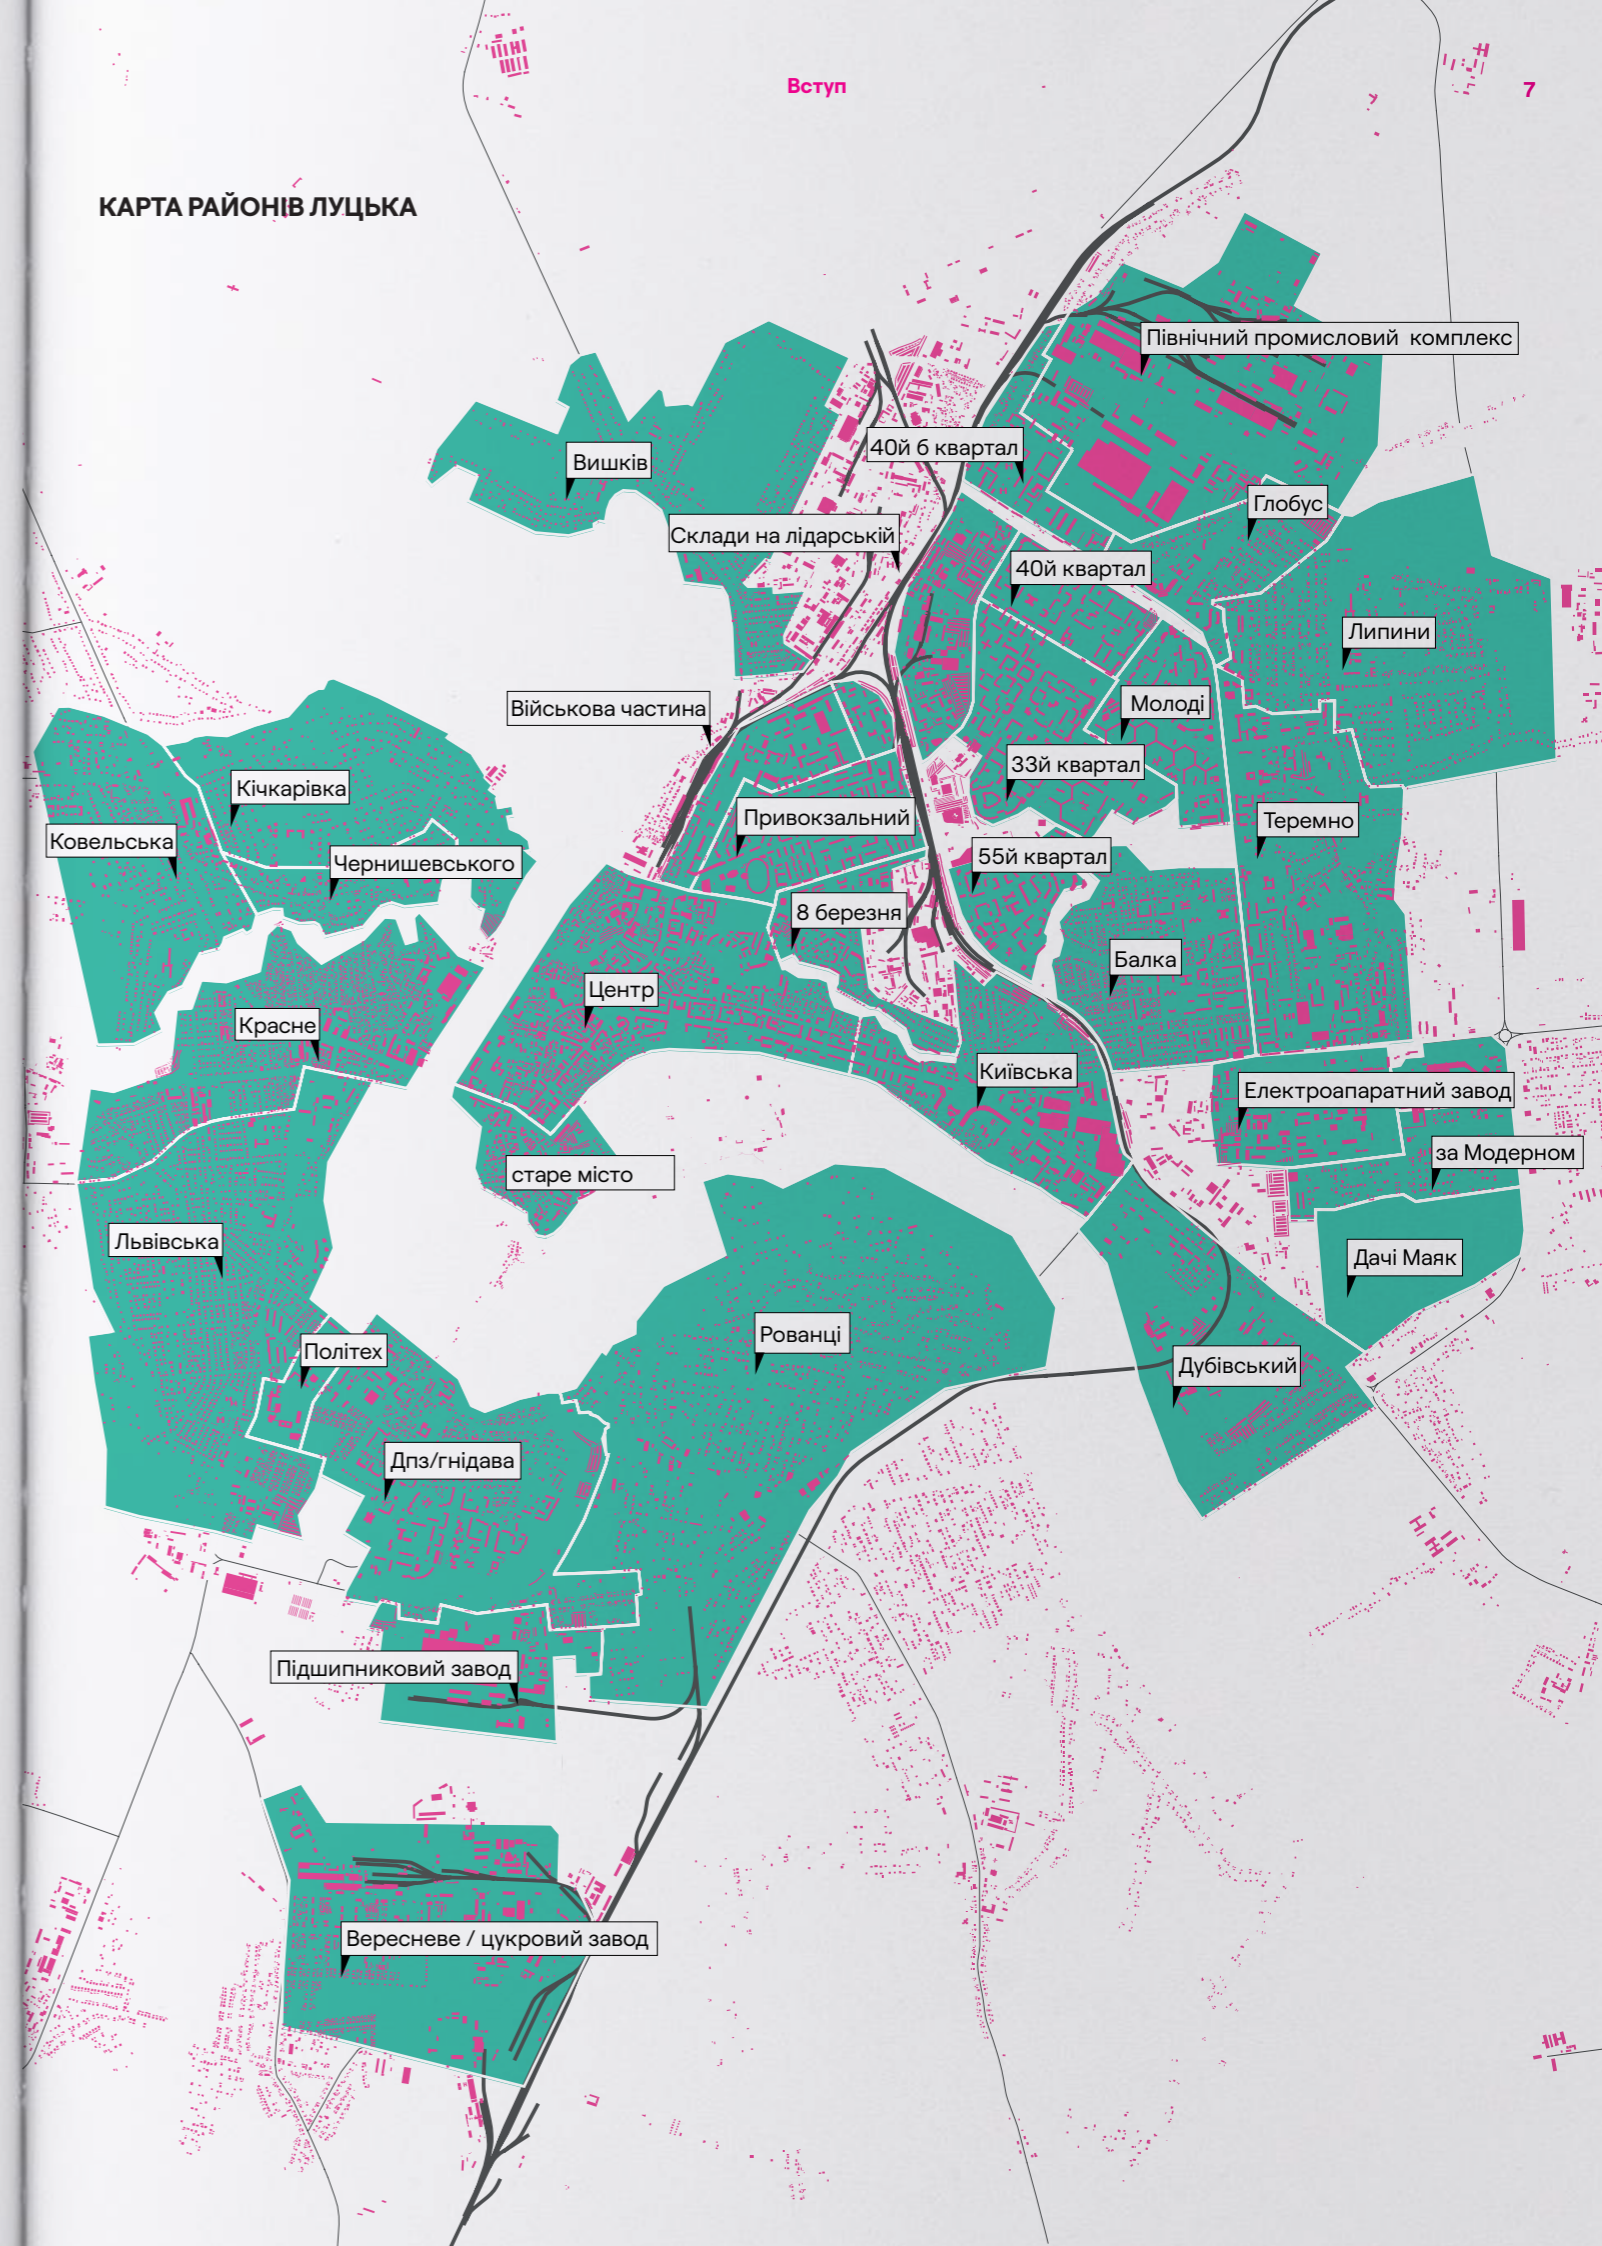 Вступ
7
КАРТА РАЙОНІВ ЛУЦЬКА
Північний промисловий комплекс
40й б квартал
Вишків
Глобус
Склади на лідарській
40й квартал
Липини
Військова частина
Молоді
33й квартал
Кічкарівка
Привокзальний
Теремно
Ковельська
Чернишевського
55й квартал
8 березня
Балка
Центр
Красне
Київська
Електроапаратний завод
за Модерном
старе місто
Львівська
Дачі Маяк
Рованці
Політех
Дубівський
Дпз/гнідава
Підшипниковий завод
Вересневе / цукровий завод